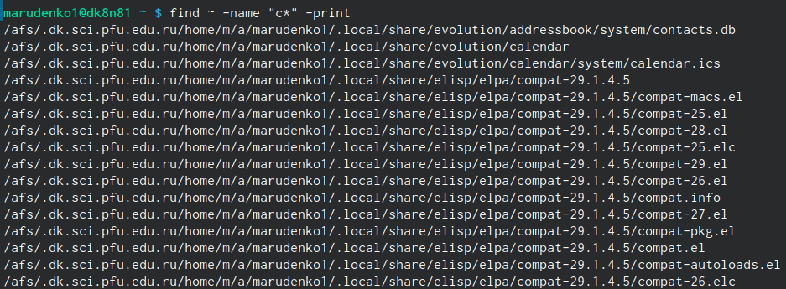 marudenko1@dk8n81 ~ $ find ~ -name "c*" -print
/afs/.dk.sci.pfu.edu.ru/home/m/a/marudenko1/.local/share/evolution/addressbook/system/contacts.db
/afs/.dk.sci.pfu.edu.ru/home/m/a/marudenko1/.local/share/evolution/calendar
/afs/.dk.sci.pfu.edu.ru/home/m/a/marudenko1/.local/share/evolution/calendar/system/calendar.ics
/afs/.dk.sci.pfu.edu.ru/home/m/a/marudenko1/.local/share/elisp/elpa/compat-29.1.4.5
/afs/.dk.sci.pfu.edu.ru/home/m/a/marudenko1/.local/share/elisp/elpa/compat-29.1.4.5/compat-macs.el
/afs/.dk.sci.pfu.edu.ru/home/m/a/marudenko1/.local/share/elisp/elpa/compat-29.1.4.5/compat-25.el
/afs/.dk.sci.pfu.edu.ru/home/m/a/marudenko1/.local/share/elisp/elpa/compat-29.1.4.5/compat-28.el
/afs/.dk.sci.pfu.edu.ru/home/m/a/marudenko1/.local/share/elisp/elpa/compat-29.1.4.5/compat-25.elc
/afs/.dk.sci.pfu.edu.ru/home/m/a/marudenko1/.local/share/elisp/elpa/compat-29.1.4.5/compat-29.el
/afs/.dk.sci.pfu.edu.ru/home/m/a/marudenko1/.local/share/elisp/elpa/compat-29.1.4.5/compat-26.el
/afs/.dk.sci.pfu.edu.ru/home/m/a/marudenko1/.local/share/elisp/elpa/compat-29.1.4.5/compat.info
/afs/.dk.sci.pfu.edu.ru/home/m/a/marudenko1/.local/share/elisp/elpa/compat-29.1.4.5/compat-27.el
/afs/.dk.sci.pfu.edu.ru/home/m/a/marudenko1/.local/share/elisp/elpa/compat-29.1.4.5/compat-pkg.el
/afs/.dk.sci.pfu.edu.ru/home/m/a/marudenko1/.local/share/elisp/elpa/compat-29.1.4.5/compat.el
/afs/.dk.sci.pfu.edu.ru/home/m/a/marudenko1/.local/share/elisp/elpa/compat-29.1.4.5/compat-autoloads.el
/afs/.dk.sci.pfu.edu.ru/home/m/a/marudenko1/.local/share/elisp/elpa/compat-29.1.4.5/compat-26.elc